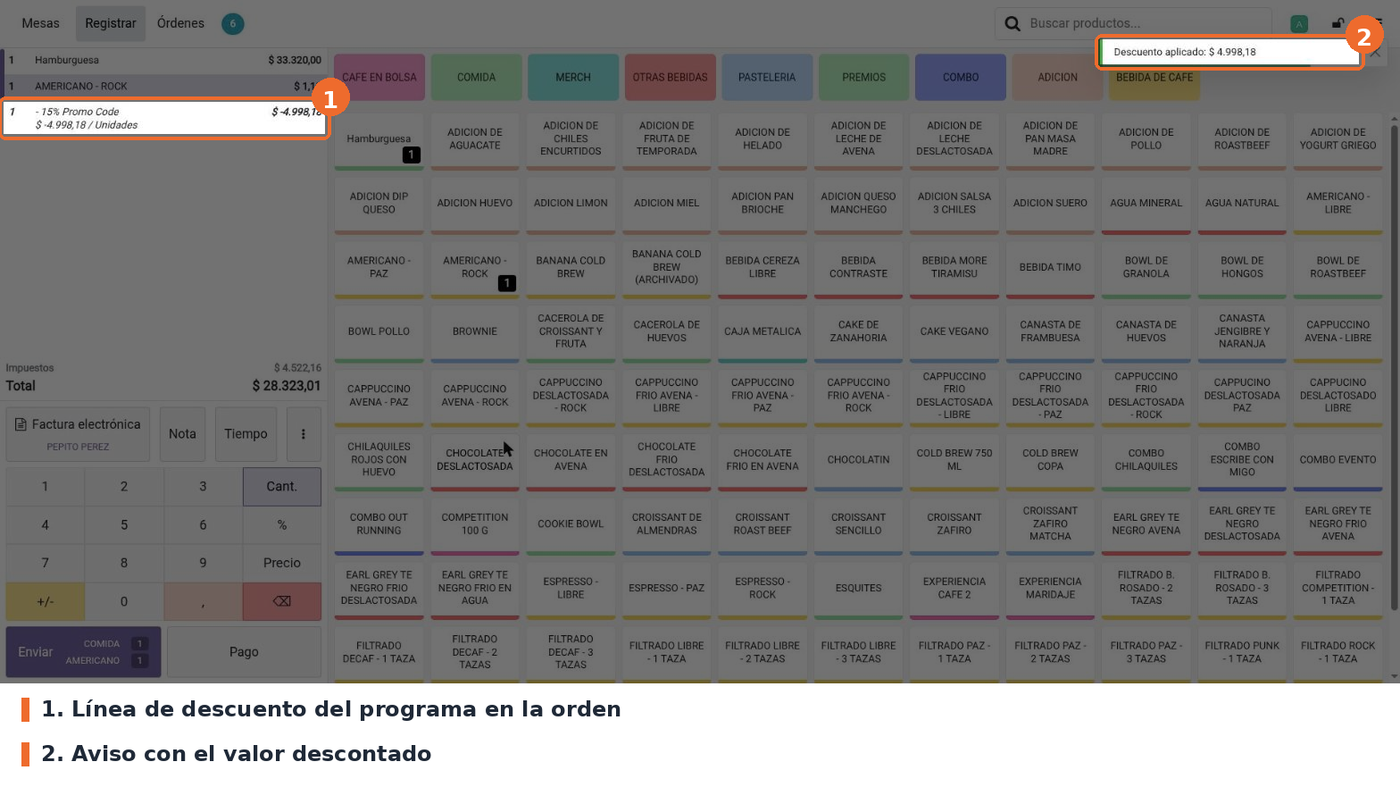 Mesas
Registrar
Órdenes
6
Buscar productos...
A
2
Descuento aplicado: $ 4.998,18
1 Hamburguesa $ 33.320,00
1 AMERICANO - ROCK
1
1 - 15% Promo Code $ -4.998,18
$ -4.998,18 / Unidades
CAFE EN BOLSA
COMIDA
MERCH
OTRAS BEBIDAS
PASTELERIA
PREMIOS
COMBO
ADICION
BEBIDA DE CAFE
Hamburguesa
1
ADICION DE AGUACATE
ADICION DE CHILES ENCURTIDOS
ADICION DE FRUTA DE TEMPORADA
ADICION DE HELADO
ADICION DE LECHE DE AVENA
ADICION DE LECHE DESLACTOSADA
ADICION DE PAN MASA MADRE
ADICION DE POLLO
ADICION DE ROASTBEEF
ADICION DE YOGURT GRIEGO
ADICION DIP QUESO
ADICION HUEVO
ADICION LIMON
ADICION MIEL
ADICION PAN BRIOCHE
ADICION QUESO MANCHEGO
ADICION SALSA 3 CHILES
ADICION SUERO
AGUA MINERAL
AGUA NATURAL
AMERICANO - LIBRE
AMERICANO - PAZ
AMERICANO - ROCK
1
BANANA COLD BREW
BANANA COLD BREW (ARCHIVADO)
BEBIDA CEREZA LIBRE
BEBIDA CONTRASTE
BEBIDA MORE TIRAMISU
BEBIDA TIMO
BOWL DE GRANOLA
BOWL DE HONGOS
BOWL DE ROASTBEEF
BOWL POLLO
BROWNIE
CACEROLA DE CROISSANT Y FRUTA
CACEROLA DE HUEVOS
CAJA METALICA
CAKE DE ZANAHORIA
CAKE VEGANO
CANASTA DE FRAMBUESA
CANASTA DE HUEVOS
CANASTA JENGIBRE Y NARANJA
CAPPUCCINO AVENA - LIBRE
CAPPUCCINO AVENA - PAZ
CAPPUCCINO AVENA - ROCK
CAPPUCCINO DESLACTOSADA - ROCK
CAPPUCCINO FRIO AVENA - LIBRE
CAPPUCCINO FRIO AVENA - PAZ
CAPPUCCINO FRIO AVENA - ROCK
CAPPUCCINO FRIO DESLACTOSADA - LIBRE
CAPPUCCINO FRIO DESLACTOSADA - PAZ
CAPPUCCINO FRIO DESLACTOSADA - ROCK
CAPPUCCINO DESLACTOSADA PAZ
CAPPUCCINO DESLACTOSADO LIBRE
CHILAQUILES ROJOS CON HUEVO
CHOCOLATE DESLACTOSADA
CHOCOLATE EN AVENA
CHOCOLATE FRIO DESLACTOSADA
CHOCOLATE FRIO EN AVENA
CHOCOLATIN
COLD BREW 750 ML
COLD BREW COPA
COMBO CHILAQUILES
COMBO ESCRIBE CON MIGO
COMBO EVENTO
COMBO OUT RUNNING
COMPETITION 100 G
COOKIE BOWL
CROISSANT DE ALMENDRAS
CROISSANT ROAST BEEF
CROISSANT SENCILLO
CROISSANT ZAFIRO
CROISSANT ZAFIRO MATCHA
EARL GREY TE NEGRO AVENA
EARL GREY TE NEGRO DESLACTOSADA
EARL GREY TE NEGRO FRIO AVENA
EARL GREY TE NEGRO FRIO DESLACTOSADA
EARL GREY TE NEGRO FRIO EN AGUA
ESPRESSO - LIBRE
ESPRESSO - PAZ
ESPRESSO - ROCK
ESQUITES
EXPERIENCIA CAFE 2
EXPERIENCIA MARIDAJE
FILTRADO B. ROSADO - 2 TAZAS
FILTRADO B. ROSADO - 3 TAZAS
FILTRADO COMPETITION - 1 TAZA
FILTRADO DECAF - 1 TAZA
FILTRADO DECAF - 2 TAZAS
FILTRADO DECAF - 3 TAZAS
FILTRADO LIBRE - 1 TAZA
FILTRADO LIBRE - 2 TAZAS
FILTRADO LIBRE - 3 TAZAS
FILTRADO PAZ - 1 TAZA
FILTRADO PAZ - 2 TAZAS
FILTRADO PAZ - 3 TAZAS
FILTRADO PUNK - 1 TAZA
FILTRADO ROCK - 1 TAZA
Impuestos $ 4.522,16
Total $ 28.323,01
Factura electrónica
PEPITO PEREZ
Nota
Tiempo
1 2 3 Cant.
4 5 6 %
7 8 9 Precio
+/- 0 ,
Enviar
COMIDA 1
AMERICANO 1
Pago
1. Línea de descuento del programa en la orden
2. Aviso con el valor descontado